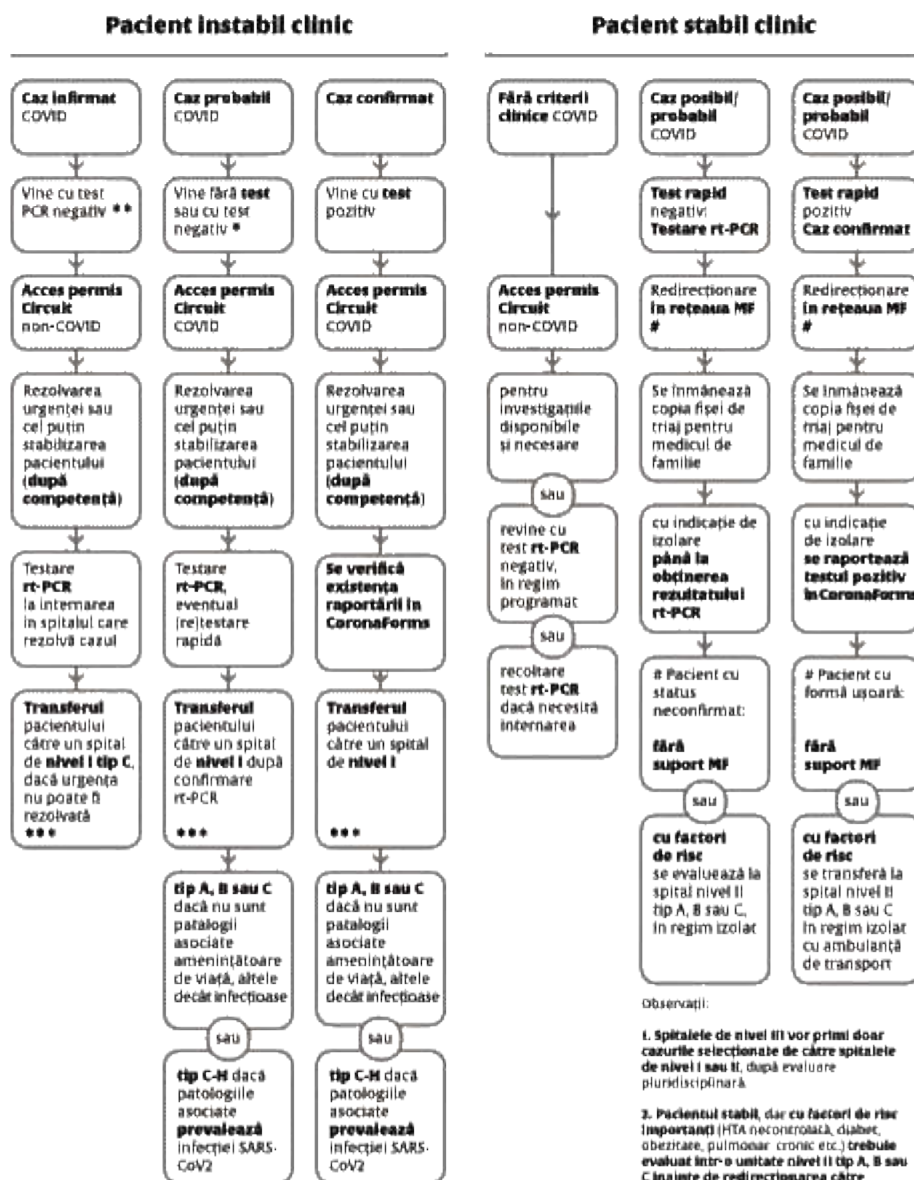 Pacient instabil clinic
Caz infirmat
COVID
Vine cu test
PCR negativ **
Acces permis
Circuit
non-COVID
Rezolvarea
urgenței sau
cel puțin
stabilizarea
pacientului
(după
competență)
Testare
rt-PCR
la internarea
în spitalul care
rezolvă cazul
Transferul
pacientului
către un spital
de nivel I tip C,
dacă urgența
nu poate fi
rezolvată
***
Caz probabil
COVID
Vine fără test
sau cu test
negativ *
Acces permis
Circuit
COVID
Rezolvarea
urgenței sau
cel puțin
stabilizarea
pacientului
(după
competență)
Testare
rt-PCR,
eventual
(re)testare
rapidă
Transferul
pacientului
către un spital
de nivel I după
confirmare
rt-PCR
***
tip A, B sau C
dacă nu sunt
patalogii
asociate
amenințătoare
de viață, altele
decât infecțioase
sau
tip C-H dacă
patologiile
asociate
prevalează
infecției SARS-
CoV2
Caz confirmat
Vine cu test
pozitiv
Acces permis
Circuit
COVID
Rezolvarea
urgenței sau
cel puțin
stabilizarea
pacientului
(după
competență)
Se verifică
existența
raportării în
CoronaForms
Transferul
pacientului
către un spital
de nivel I
***
tip A, B sau C
dacă nu sunt
patalogii
asociate
amenințătoare
de viață, altele
decât infecțioase
sau
tip C-H dacă
patologiile
asociate
prevalează
infecției SARS-
CoV2
Pacient stabil clinic
Fără criterii
clinice COVID
Acces permis
Circuit
non-COVID
pentru
investigațiile
disponibile
și necesare
sau
revine cu
test rt-PCR
negativ,
în regim
programat
sau
recoltare
test rt-PCR
dacă necesită
internarea
Caz posibil/
probabil
COVID
Test rapid
negativ:
Testare rt-PCR
Redirecționare
în rețeaua MF
#
Se înmânează
copia fișei de
triaj pentru
medicul de
familie
cu indicație de
izolare
până la
obținerea
rezultatului
rt-PCR
# Pacient cu
status
neconfirmat:
fără
suport MF
sau
cu factori
de risc
se evaluează la
spital nivel II
tip A, B sau C,
în regim izolat
Caz posibil/
probabil
COVID
Test rapid
pozitiv
Caz confirmat
Redirecționare
în rețeaua MF
#
Se înmânează
copia fișei de
triaj pentru
medicul de
familie
cu indicație
de izolare
se raportează
testul pozitiv
în CoronaForms
# Pacient cu
formă ușoară:
fără
suport MF
sau
cu factori
de risc
se transferă la
spital nivel II
tip A, B sau C
în regim izolat
cu ambulanță
de transport
Observații:
1. Spitalele de nivel III vor primi doar
cazurile selecționate de către spitalele
de nivel I sau II, după evaluare
pluridisciplinară.
2. Pacientul stabil, dar cu factori de risc
importanți (HTA necontrolată, diabet,
obezitate, pulmonar cronic etc.) trebuie
evaluat într-o unitate nivel II tip A, B sau
C înainte de redirecționarea către